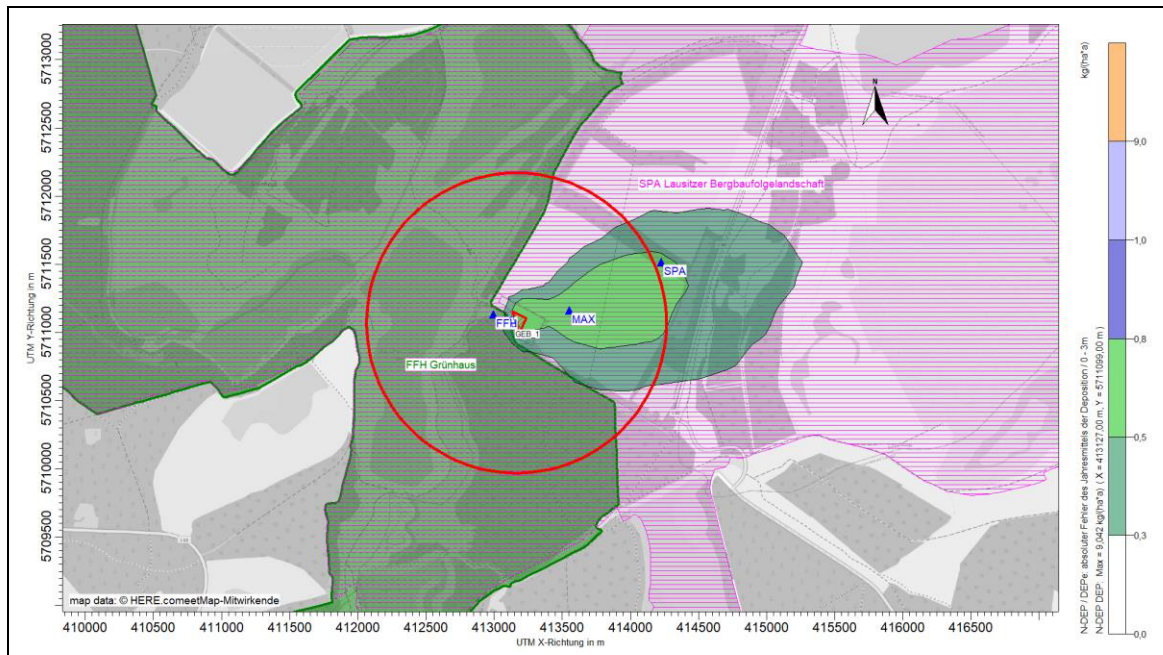 UTM Y-Richtung in m
5713000
5712500
5712000
5711500
5711000
5710500
5710000
5709500
N
SPA Lausitzer Bergbaufolgelandschaft
SPA
MAX
FFH
GEB_1
FFH Grünhaus
map data: © HERE.comeetMap-Mitwirkende
410000 410500 411000 411500 412000 412500 413000 413500 414000 414500 415000 415500 416000 416500
UTM X-Richtung in m
kg/(ha*a)
9,0
1,0
0,8
0,5
0,3
0,0
N-DEP / DEPe: absoluter Fehler des Jahresmittels der Deposition / 0 - 3m
N-DEP DEP: Max = 9,042 kg/(ha*a) ( X = 413127,00 m, Y = 5711099,00 m )